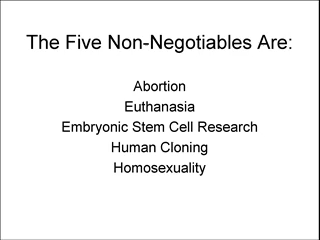 The Five Non-Negotiables Are:
Abortion
Euthanasia
Embryonic Stem Cell Research
Human Cloning
Homosexuality